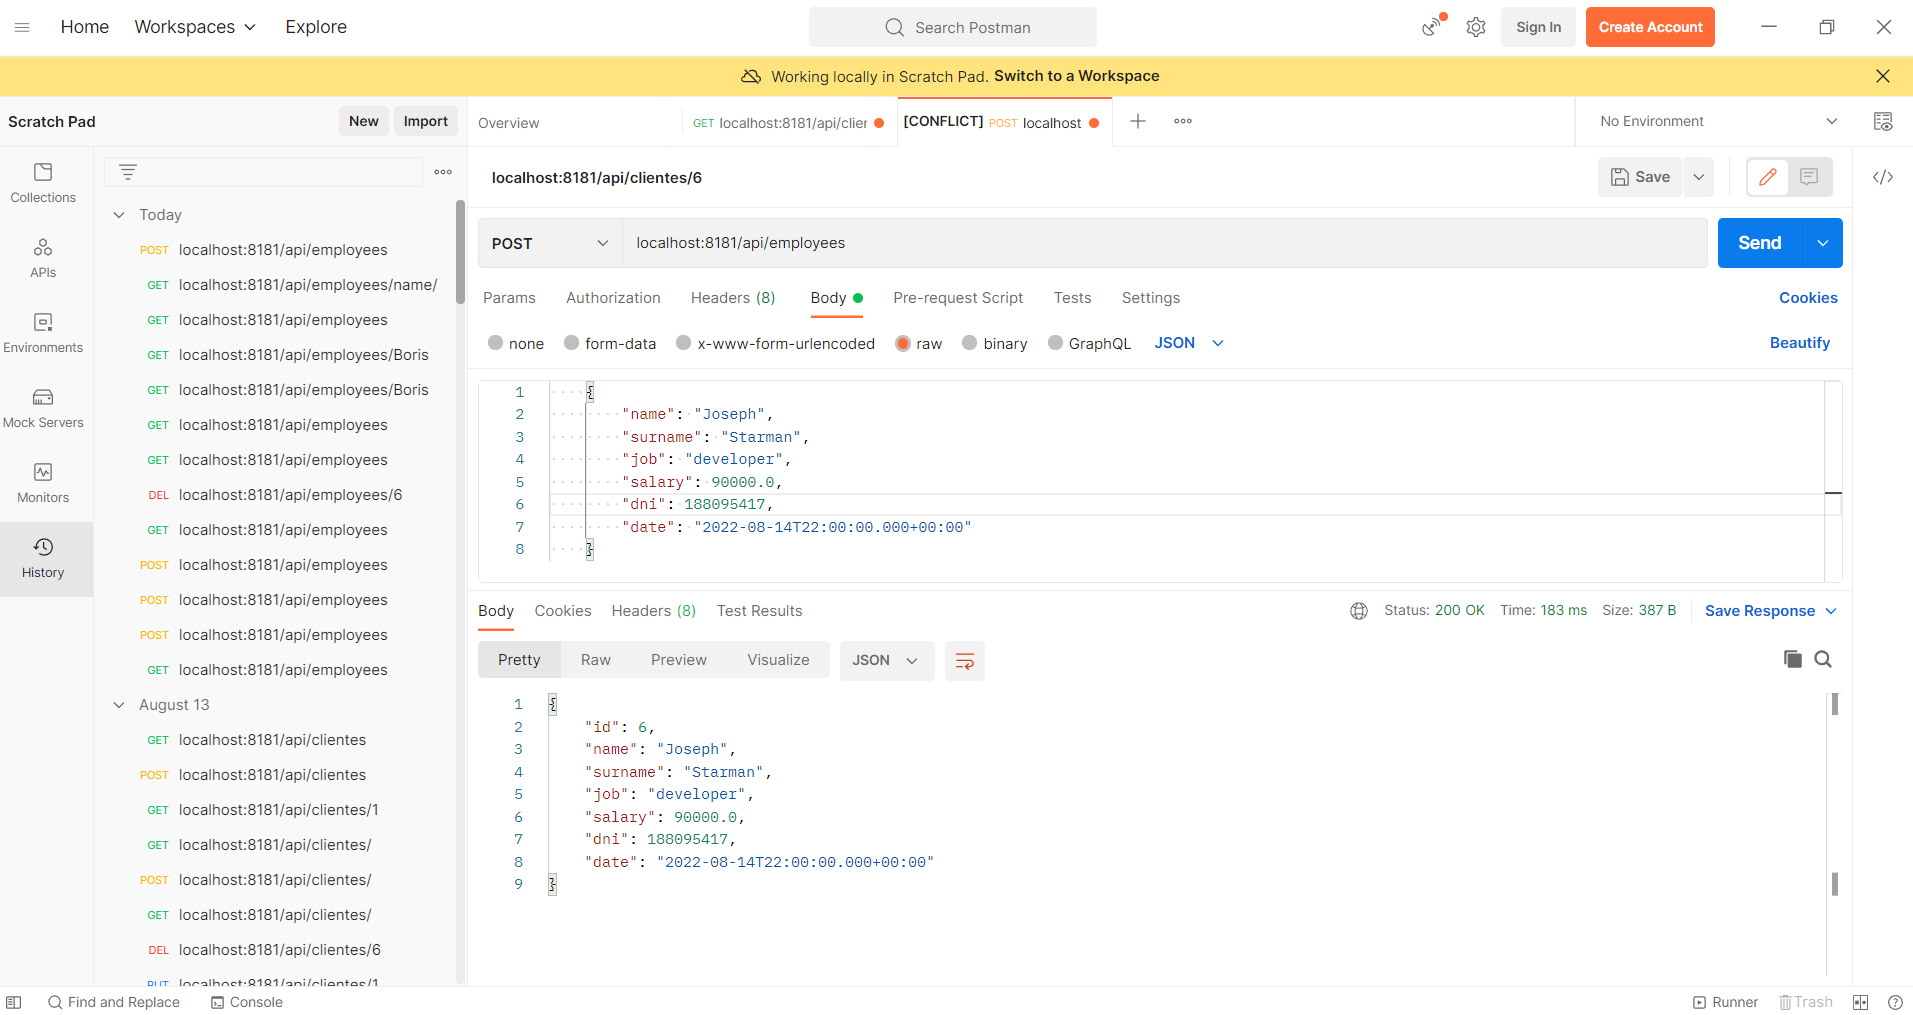 Home Workspaces Explore Search Postman Sign In Create Account
Working locally in Scratch Pad. Switch to a Workspace
Scratch Pad New Import
Overview GET localhost:8181/api/clier [CONFLICT] POST localhost No Environment
Collections
APIs
Environments
Mock Servers
Monitors
History
Today
POST localhost:8181/api/employees
GET localhost:8181/api/employees/name/
GET localhost:8181/api/employees
GET localhost:8181/api/employees/Boris
GET localhost:8181/api/employees/Boris
GET localhost:8181/api/employees
GET localhost:8181/api/employees
DEL localhost:8181/api/employees/6
GET localhost:8181/api/employees
POST localhost:8181/api/employees
POST localhost:8181/api/employees
POST localhost:8181/api/employees
GET localhost:8181/api/employees
August 13
GET localhost:8181/api/clientes
POST localhost:8181/api/clientes
GET localhost:8181/api/clientes/1
GET localhost:8181/api/clientes/
POST localhost:8181/api/clientes/
GET localhost:8181/api/clientes/
DEL localhost:8181/api/clientes/6
PUT localhost:8181/api/clientes/1
localhost:8181/api/clientes/6 Save
POST localhost:8181/api/employees Send
Params Authorization Headers (8) Body Pre-request Script Tests Settings Cookies
none form-data x-www-form-urlencoded raw binary GraphQL JSON Beautify
1 {
2 "name": "Joseph",
3 "surname": "Starman",
4 "job": "developer",
5 "salary": 90000.0,
6 "dni": 188095417,
7 "date": "2022-08-14T22:00:00.000+00:00"
8 }
Body Cookies Headers (8) Test Results Status: 200 OK Time: 183 ms Size: 387 B Save Response
Pretty Raw Preview Visualize JSON
1 {
2 "id": 6,
3 "name": "Joseph",
4 "surname": "Starman",
5 "job": "developer",
6 "salary": 90000.0,
7 "dni": 188095417,
8 "date": "2022-08-14T22:00:00.000+00:00"
9 }
Find and Replace Console Runner Trash